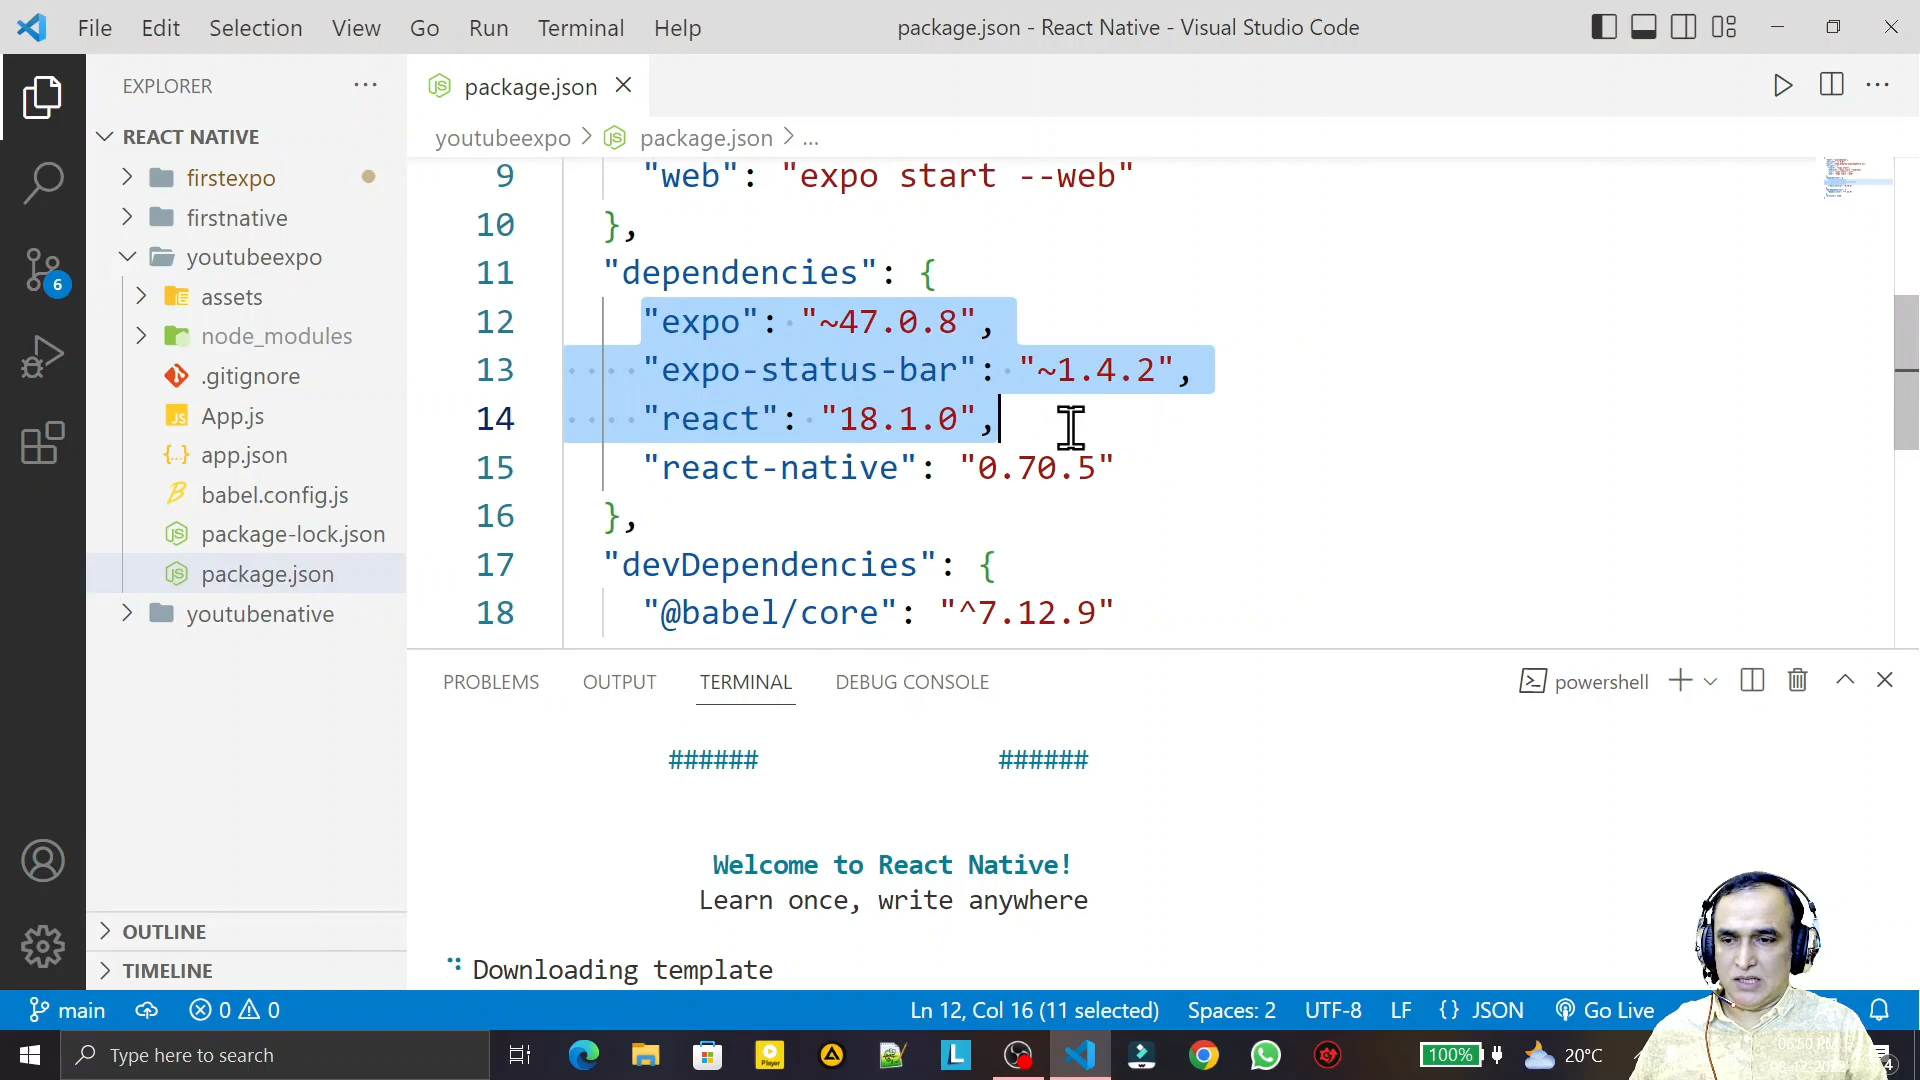 File Edit Selection View Go Run Terminal Help
package.json - React Native - Visual Studio Code
EXPLORER
package.json
youtubeexpo > package.json > ...
REACT NATIVE
firstexpo
firstnative
youtubeexpo
assets
node_modules
.gitignore
App.js
app.json
babel.config.js
package-lock.json
package.json
youtubenative
OUTLINE
TIMELINE
6
9 "web": "expo start --web"
10 },
11 "dependencies": {
12 "expo": "~47.0.8",
13 "expo-status-bar": "~1.4.2",
14 "react": "18.1.0",
15 "react-native": "0.70.5"
16 },
17 "devDependencies": {
18 "@babel/core": "^7.12.9"
PROBLEMS OUTPUT TERMINAL DEBUG CONSOLE
powershell
###### ######
Welcome to React Native!
Learn once, write anywhere
Downloading template
main 0 0
Ln 12, Col 16 (11 selected) Spaces: 2 UTF-8 LF {} JSON Go Live
Type here to search
100% 20°C